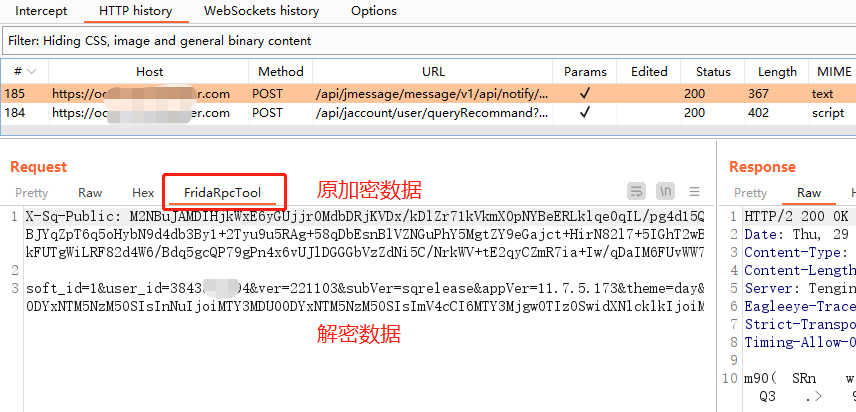 Intercept HTTP history WebSockets history Options
Filter: Hiding CSS, image and general binary content
# Host Method URL Params Edited Status Length MIME
185 https://oc er.com POST /api/jmessage/message/v1/api/notify/... ✓ 200 367 text
184 https://oc er.com POST /api/jaccount/user/queryRecommand?... ✓ 200 402 script
Request
Response
Pretty Raw Hex FridaRpcTool
原加密数据
\n
Pretty Raw
1 X-Sq-Public: M2NBuJAMDIHjkWxE6yGUjjr0MdbDRjKVDx/kDlZr71kVkmX0pNYBeERLklqe0qIL/pg4d15Q
BJYqZpT6q5oHybN9d4db3By1+2Tyu9u5RAg+58qDbEsnBlVZNGuPhY5MgtZY9eGajct+HirN82l7+5IGhT2wB
kFUTgWiLRF82d4W6/Bdq5gcQP79gPn4x6vUJlDGGGbVzZdNi5C/NrkWV+tE2qyCZmR7ia+Iw/qDaIM6FUvWW7
2
3 soft_id=1&user_id=3843 94&ver=221103&subVer=sqrelease&appVer=11.7.5.173&theme=day&
ODYxNTM5NzM5OSIsInNuIjoiMTY3MDU0ODYxNTM5NzM5OSIsImV4cCI6MTY3Mjgw0TIz0SwidXNlcklkIjoiM
解密数据
1 HTTP/2 200 OK
2 Date: Thu, 29
3 Content-Type:
4 Content-Length
5 Server: Tengin
6 Eagleeye-Trace
7 Strict-Transpo
8 Timing-Allow-O
9
10 m90( SRn w
Q3 .>